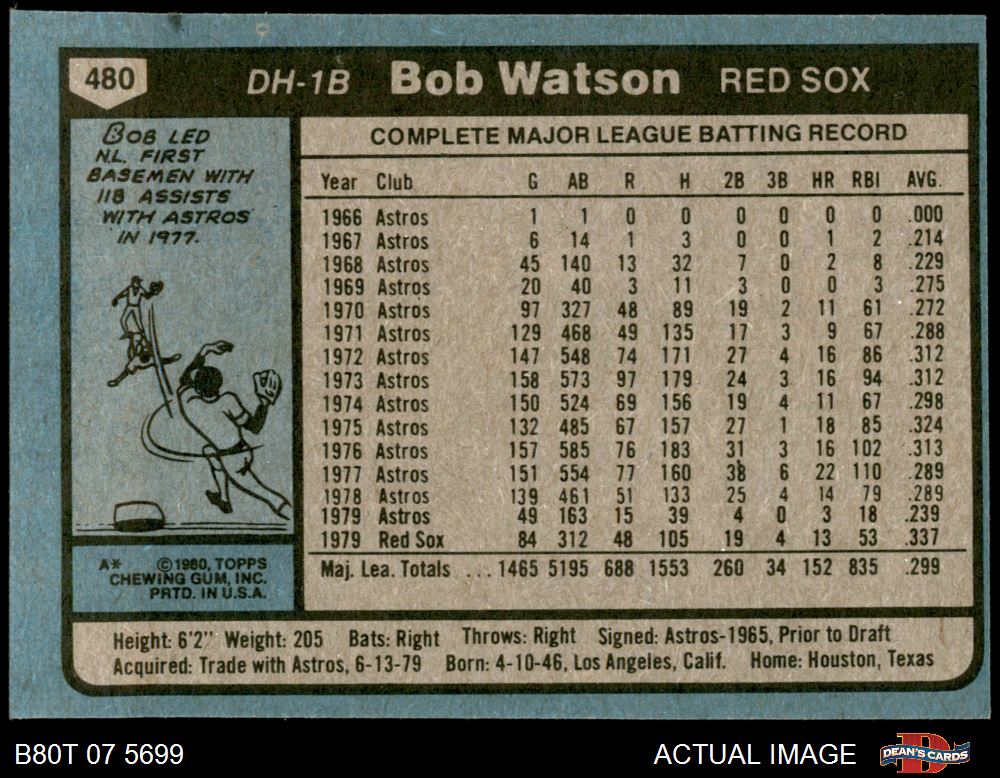 480 DH-1B Bob Watson RED SOX
BOB LED
N.L. FIRST
BASEMEN WITH
118 ASSISTS
WITH ASTROS
IN 1977.
A* ©1980, TOPPS
CHEWING GUM, INC.
PRTD. IN U.S.A.
COMPLETE MAJOR LEAGUE BATTING RECORD
Year Club G AB R H 2B 3B HR RBI AVG.
1966 Astros 1 1 0 0 0 0 0 0 .000
1967 Astros 6 14 1 3 0 0 1 2 .214
1968 Astros 45 140 13 32 7 0 2 8 .229
1969 Astros 20 40 3 11 3 0 0 3 .275
1970 Astros 97 327 48 89 19 2 11 61 .272
1971 Astros 129 468 49 135 17 3 9 67 .288
1972 Astros 147 548 74 171 27 4 16 86 .312
1973 Astros 158 573 97 179 24 3 16 94 .312
1974 Astros 150 524 69 156 19 4 11 67 .298
1975 Astros 132 485 67 157 27 1 18 85 .324
1976 Astros 157 585 76 183 31 3 16 102 .313
1977 Astros 151 554 77 160 38 6 22 110 .289
1978 Astros 139 461 51 133 25 4 14 79 .289
1979 Astros 49 163 15 39 4 0 3 18 .239
1979 Red Sox 84 312 48 105 19 4 13 53 .337
Maj. Lea. Totals ... 1465 5195 688 1553 260 34 152 835 .299
Height: 6'2" Weight: 205 Bats: Right Throws: Right Signed: Astros-1965, Prior to Draft
Acquired: Trade with Astros, 6-13-79 Born: 4-10-46, Los Angeles, Calif. Home: Houston, Texas
B80T 07 5699 ACTUAL IMAGE D DEAN'S CARDS